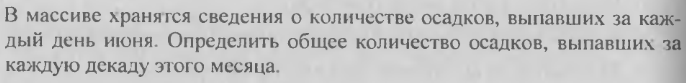 В массиве хранятся сведения о количестве осадков, выпавших за каж-
дый день июня. Определить общее количество осадков, выпавших за
каждую декаду этого месяца.